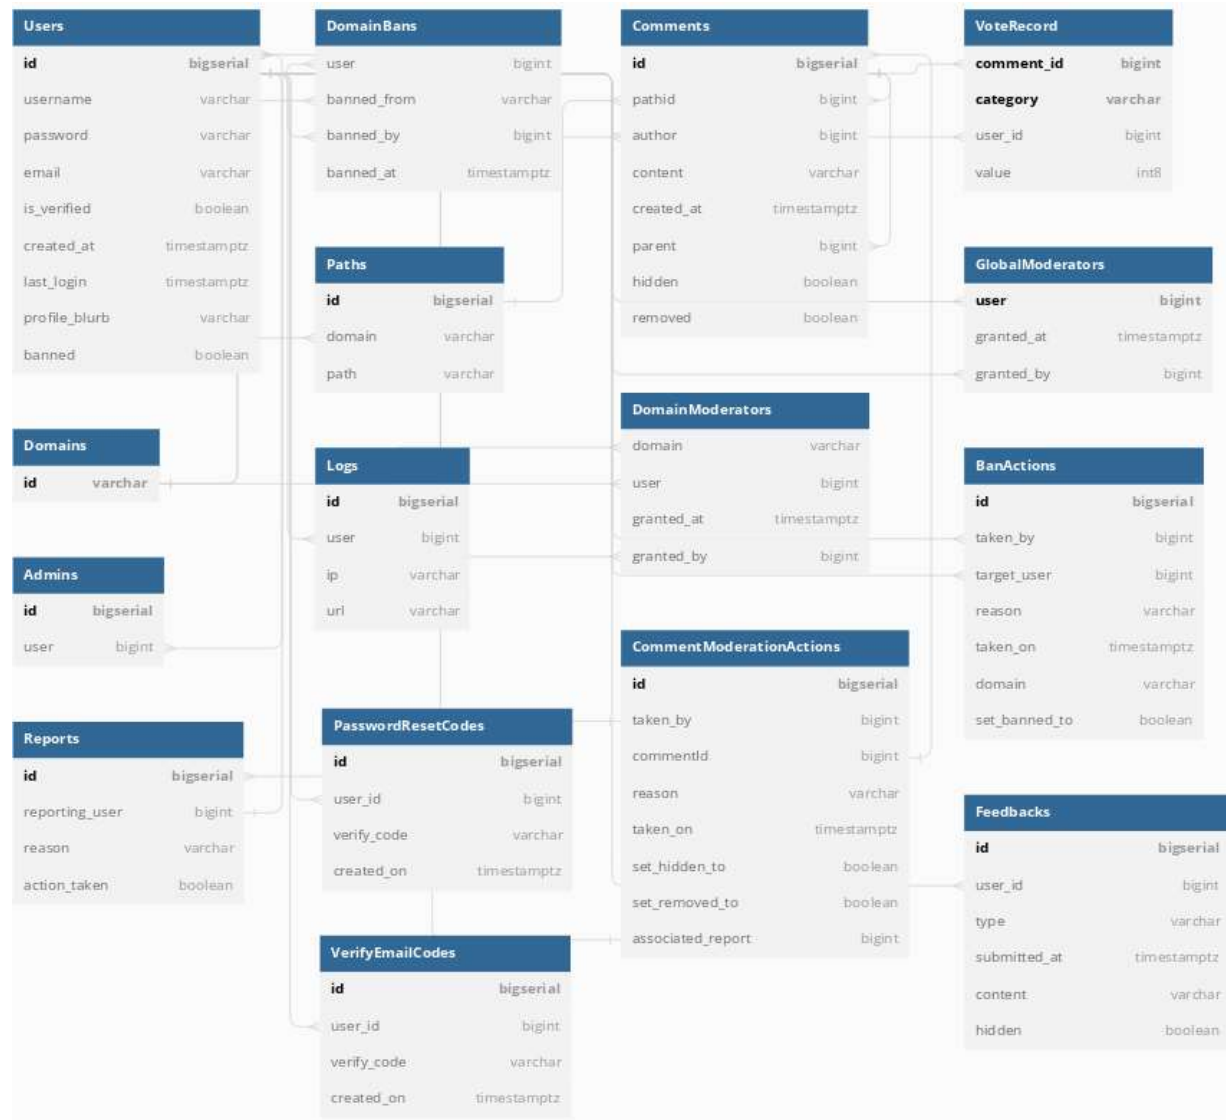 Users
id bigserial
username varchar
password varchar
email varchar
is_verified boolean
created_at timestamptz
last_login timestamptz
profile_blurb varchar
banned boolean
Domains
id varchar
Admins
id bigserial
user bigint
Reports
id bigserial
reporting_user bigint
reason varchar
action_taken boolean
DomainBans
user bigint
banned_from varchar
banned_by bigint
banned_at timestamptz
Paths
id bigserial
domain varchar
path varchar
Logs
id bigserial
user bigint
ip varchar
url varchar
PasswordResetCodes
id bigserial
user_id bigint
verify_code varchar
created_on timestamptz
VerifyEmailCodes
id bigserial
user_id bigint
verify_code varchar
created_on timestamptz
Comments
id bigserial
pathid bigint
author bigint
content varchar
created_at timestamptz
parent bigint
hidden boolean
removed boolean
DomainModerators
domain varchar
user bigint
granted_at timestamptz
granted_by bigint
CommentModerationActions
id bigserial
taken_by bigint
commentId bigint
reason varchar
taken_on timestamptz
set_hidden_to boolean
set_removed_to boolean
associated_report bigint
VoteRecord
comment_id bigint
category varchar
user_id bigint
value int8
GlobalModerators
user bigint
granted_at timestamptz
granted_by bigint
BanActions
id bigserial
taken_by bigint
target_user bigint
reason varchar
taken_on timestamptz
domain varchar
set_banned_to boolean
Feedbacks
id bigserial
user_id bigint
type varchar
submitted_at timestamptz
content varchar
hidden boolean